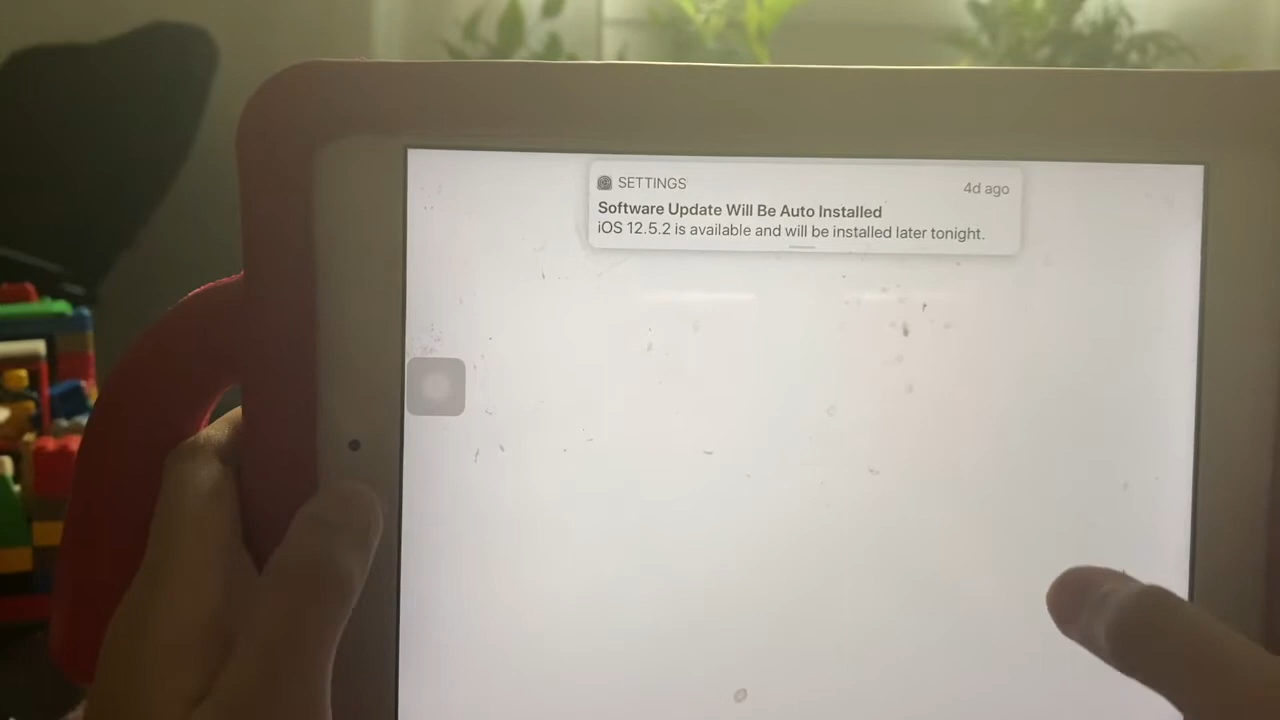 SETTINGS
4d ago
Software Update Will Be Auto Installed
iOS 12.5.2 is available and will be installed later tonight.